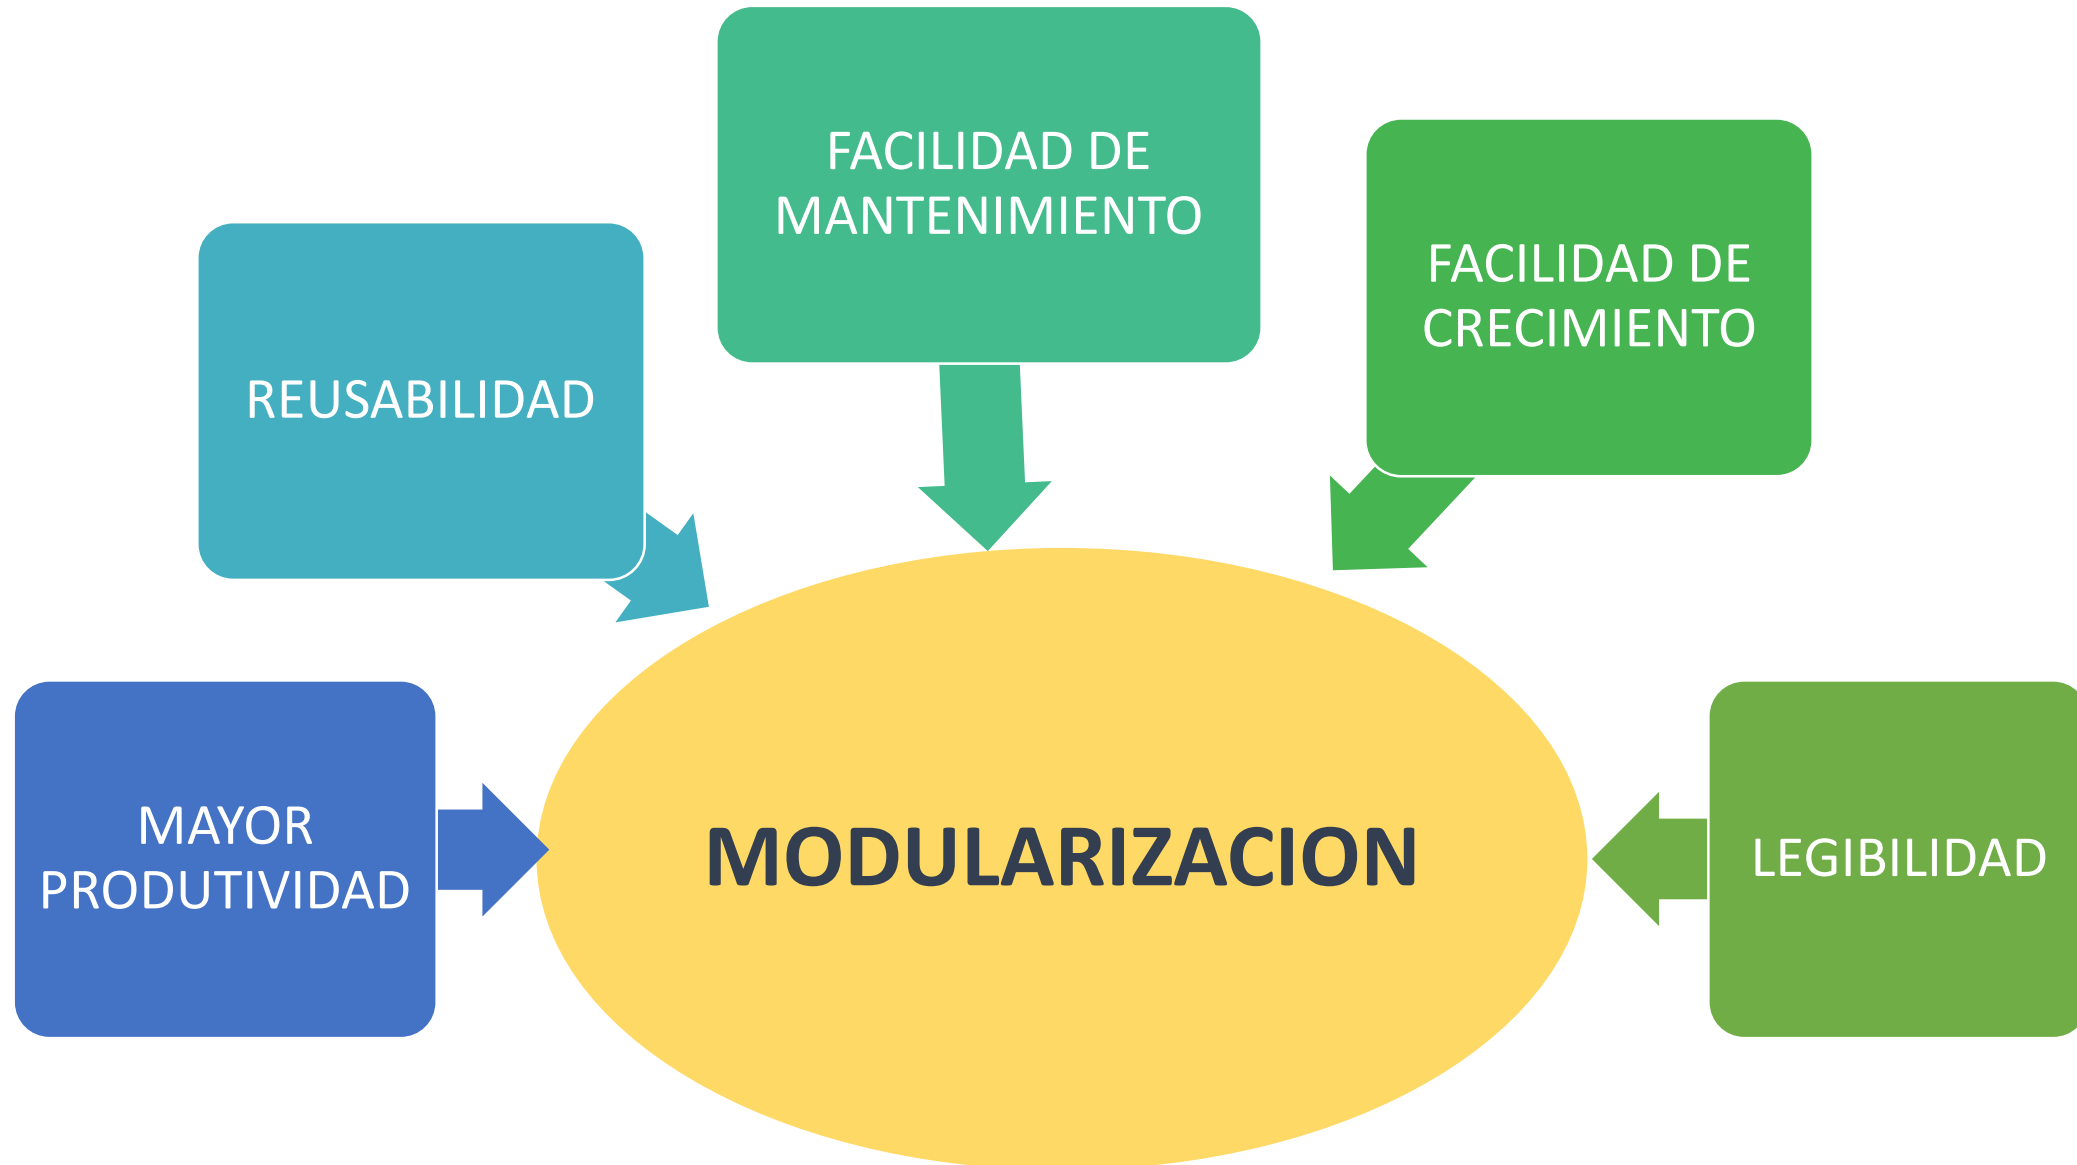 FACILIDAD DE
MANTENIMIENTO
FACILIDAD DE
CRECIMIENTO
REUSABILIDAD
MAYOR
PRODUTIVIDAD
MODULARIZACION
LEGIBILIDAD